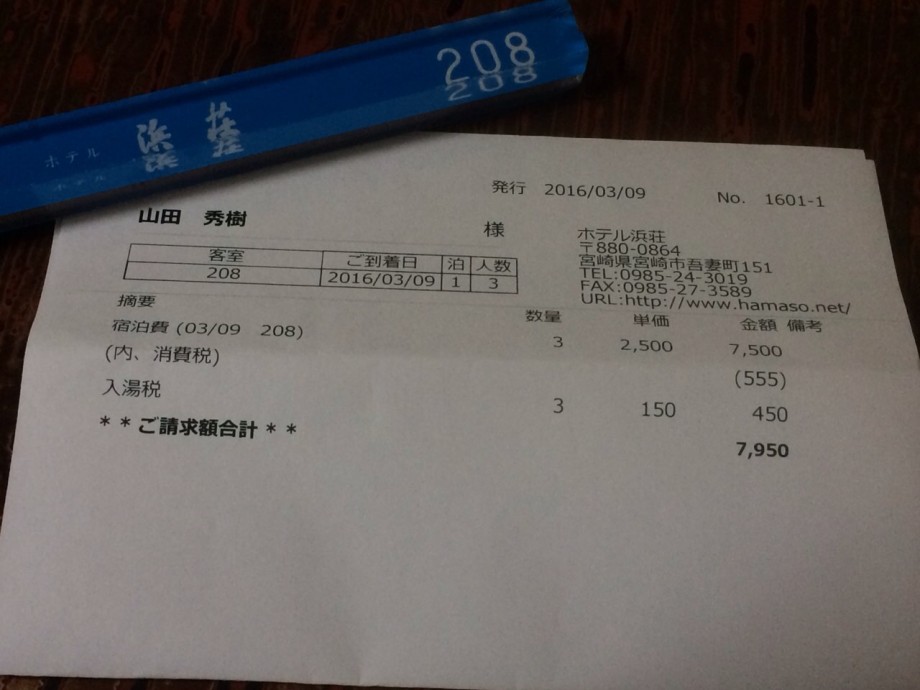 208
ホテル 浜荘
発行 2016/03/09 No. 1601-1
山田 秀樹 様
ホテル浜荘
〒880-0864
宮崎県宮崎市吾妻町151
TEL:0985-24-3019
FAX:0985-27-3589
URL:http://www.hamaso.net/
客室 ご到着日 泊 人数
208 2016/03/09 1 3
摘要 数量 単価 金額 備考
宿泊費 (03/09 208) 3 2,500 7,500
(内、消費税) (555)
入湯税 3 150 450
**ご請求額合計** 7,950